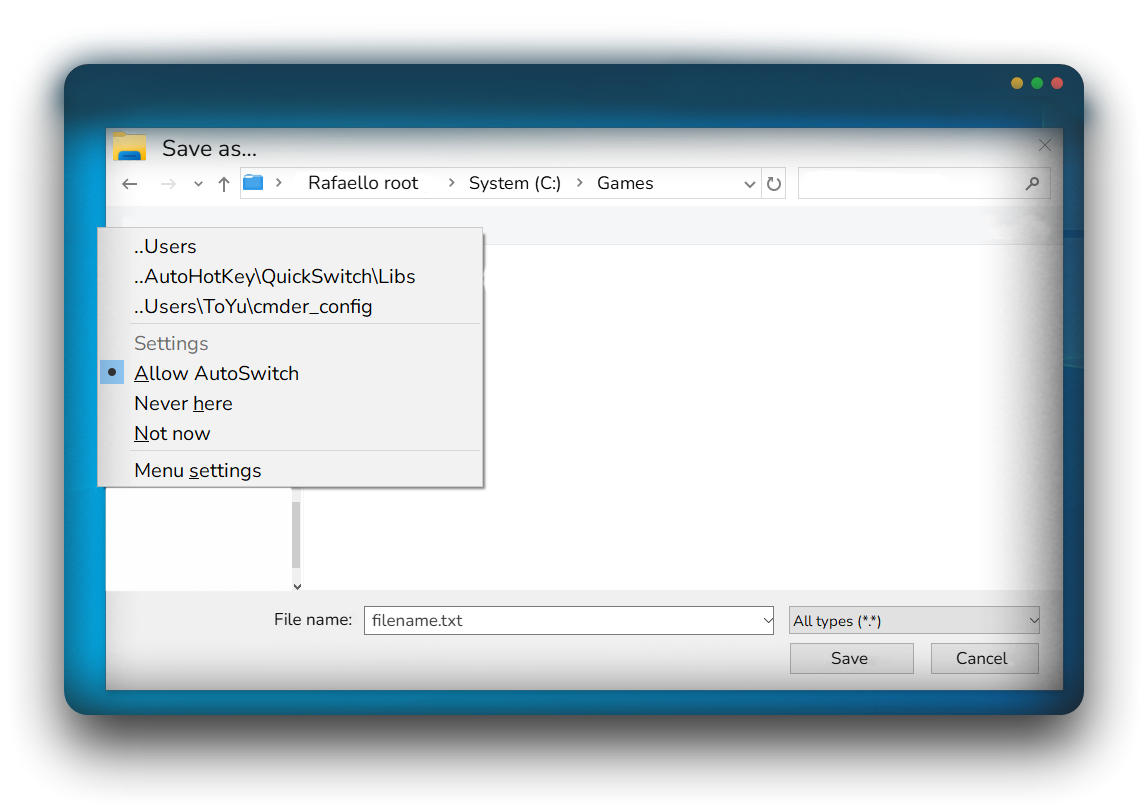 Save as...
Rafaello root System (C:) Games
..Users
..AutoHotKey\QuickSwitch\Libs
..Users\ToYu\cmder_config
Settings
Allow AutoSwitch
Never here
Not now
Menu settings
File name: filename.txt All types (*.*)
Save Cancel